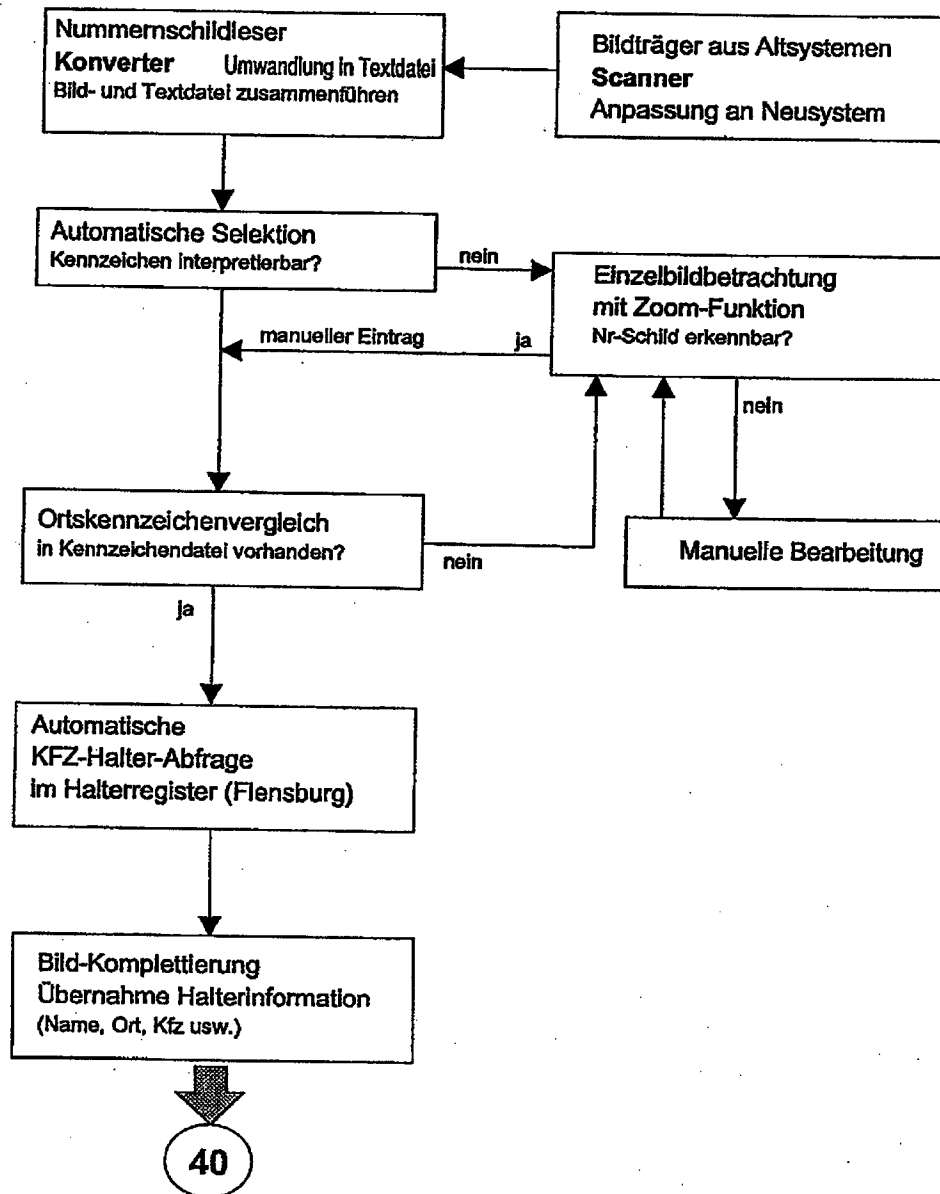 Nummernschildleser
Konverter Umwandlung in Textdatei
Bild- und Textdatei zusammenführen
Bildträger aus Altsystemen
Scanner
Anpassung an Neusystem
Automatische Selektion
Kennzeichen interpretierbar?
nein
Einzelbildbetrachtung
mit Zoom-Funktion
Nr-Schild erkennbar?
manueller Eintrag
ja
nein
Ortskennzeichenvergleich
in Kennzeichendatei vorhanden?
nein
Manuelle Bearbeitung
ja
Automatische
KFZ-Halter-Abfrage
im Halterregister (Flensburg)
Bild-Komplettierung
Übernahme Halterinformation
(Name, Ort, Kfz usw.)
40